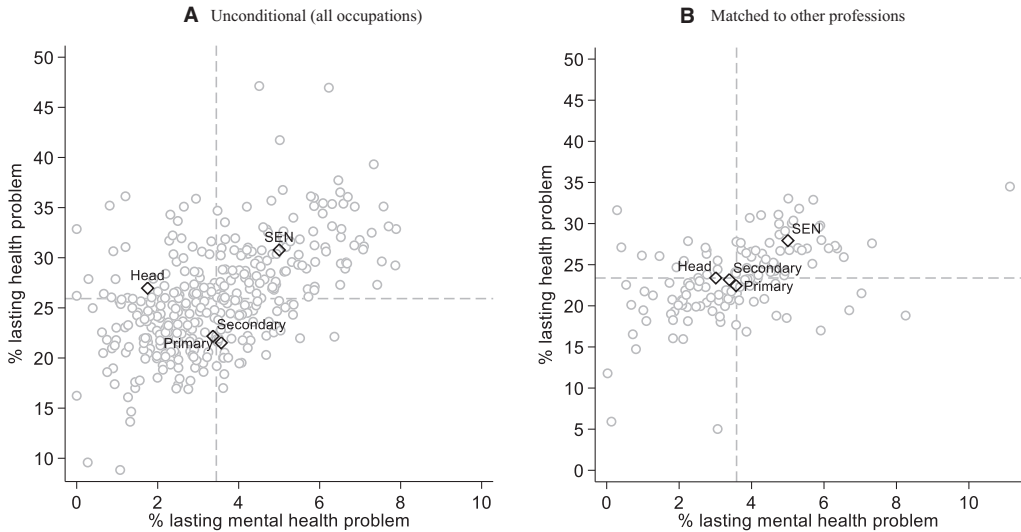 A Unconditional (all occupations)
% lasting health problem
50
45
40
35
30
25
20
15
10
SEN
Head
Secondary
Primary
0 2 4 6 8 10
% lasting mental health problem
B Matched to other professions
% lasting health problem
50
45
40
35
30
25
20
15
10
5
0
SEN
Head
Secondary
Primary
0 2 4 6 8 10
% lasting mental health problem